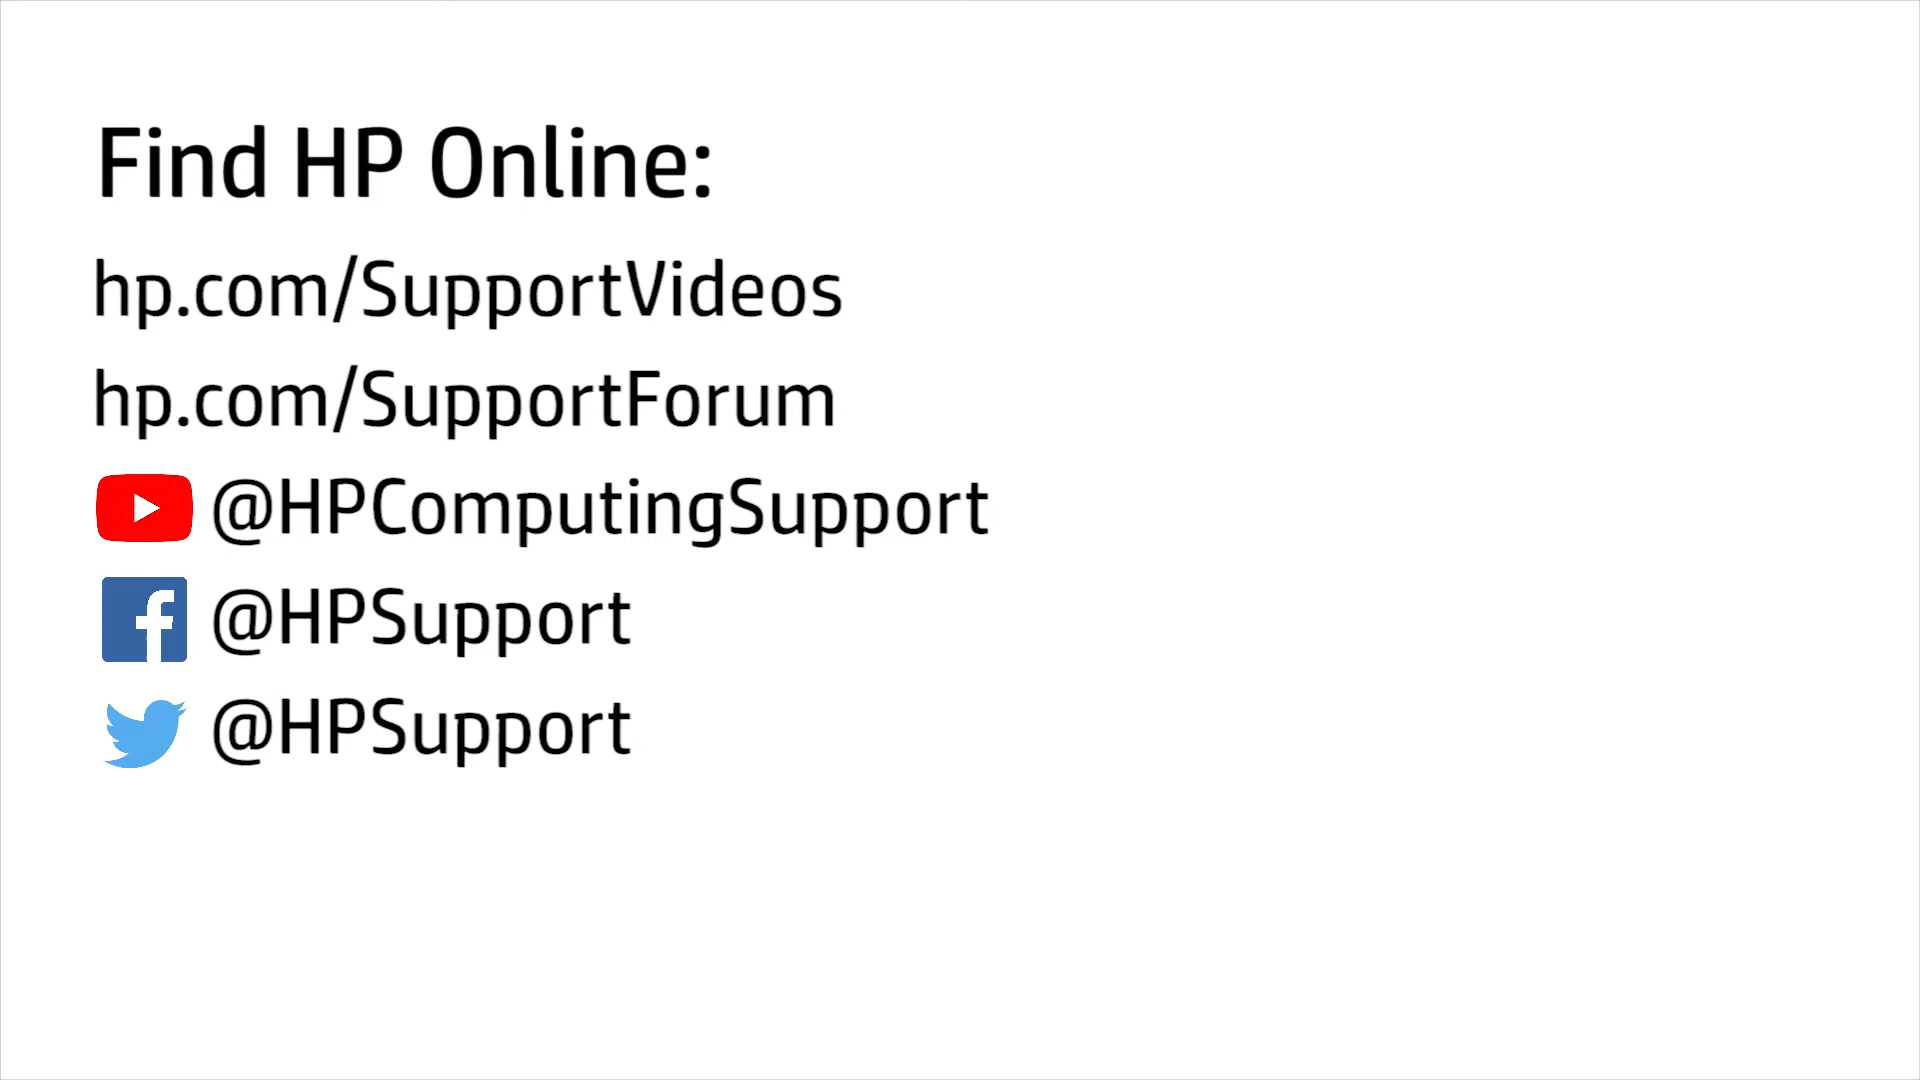 Find HP Online:
hp.com/SupportVideos
hp.com/SupportForum
@HPComputingSupport
@HPSupport
@HPSupport